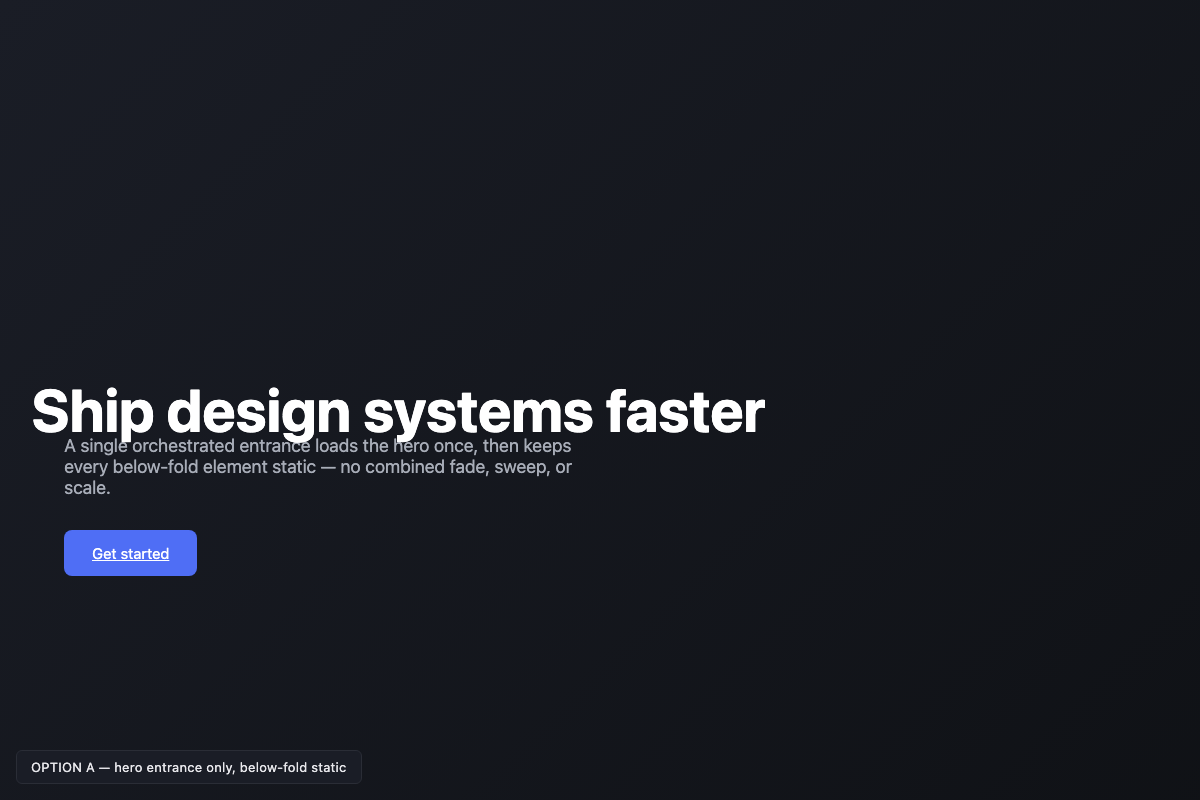 Ship design systems faster
A single orchestrated entrance loads the hero once, then keeps
every below-fold element static — no combined fade, sweep, or
scale.
Get started
OPTION A — hero entrance only, below-fold static